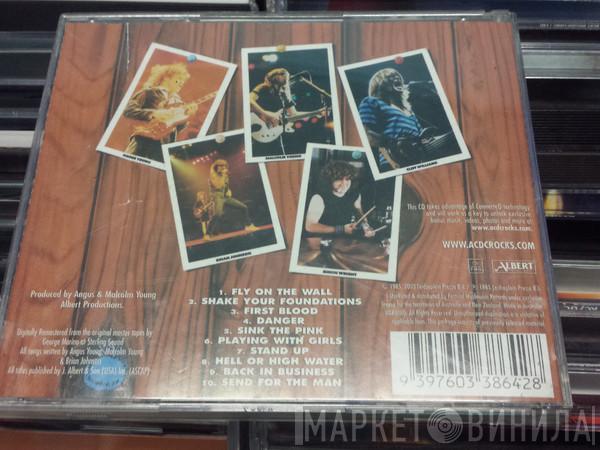 ANGUS YOUNG
MALCOLM YOUNG
CLIFF WILLIAMS
BRIAN JOHNSON
SIMON WRIGHT
This CD takes advantage of ConnecteD technology
and will work as a key to unlock exclusive
bonus music, videos, photos and more at
www.acdcrocks.com.
WWW.ACDCROCKS.COM
ALBERT
Produced by Angus & Malcolm Young
Albert Productions.
Digitally Remastered from the original master tapes by
George Marino at Sterling Sound
All songs written by Angus Young, Malcolm Young
& Brian Johnson
All titles published by J. Albert & Son (USA) Inc. (ASCAP)
1. FLY ON THE WALL
2. SHAKE YOUR FOUNDATIONS
3. FIRST BLOOD
4. DANGER
5. SINK THE PINK
6. PLAYING WITH GIRLS
7. STAND UP
8. HELL OR HIGH WATER
9. BACK IN BUSINESS
10. SEND FOR THE MAN
9 397603 386428
МАРКЕТ ВИНИЛА